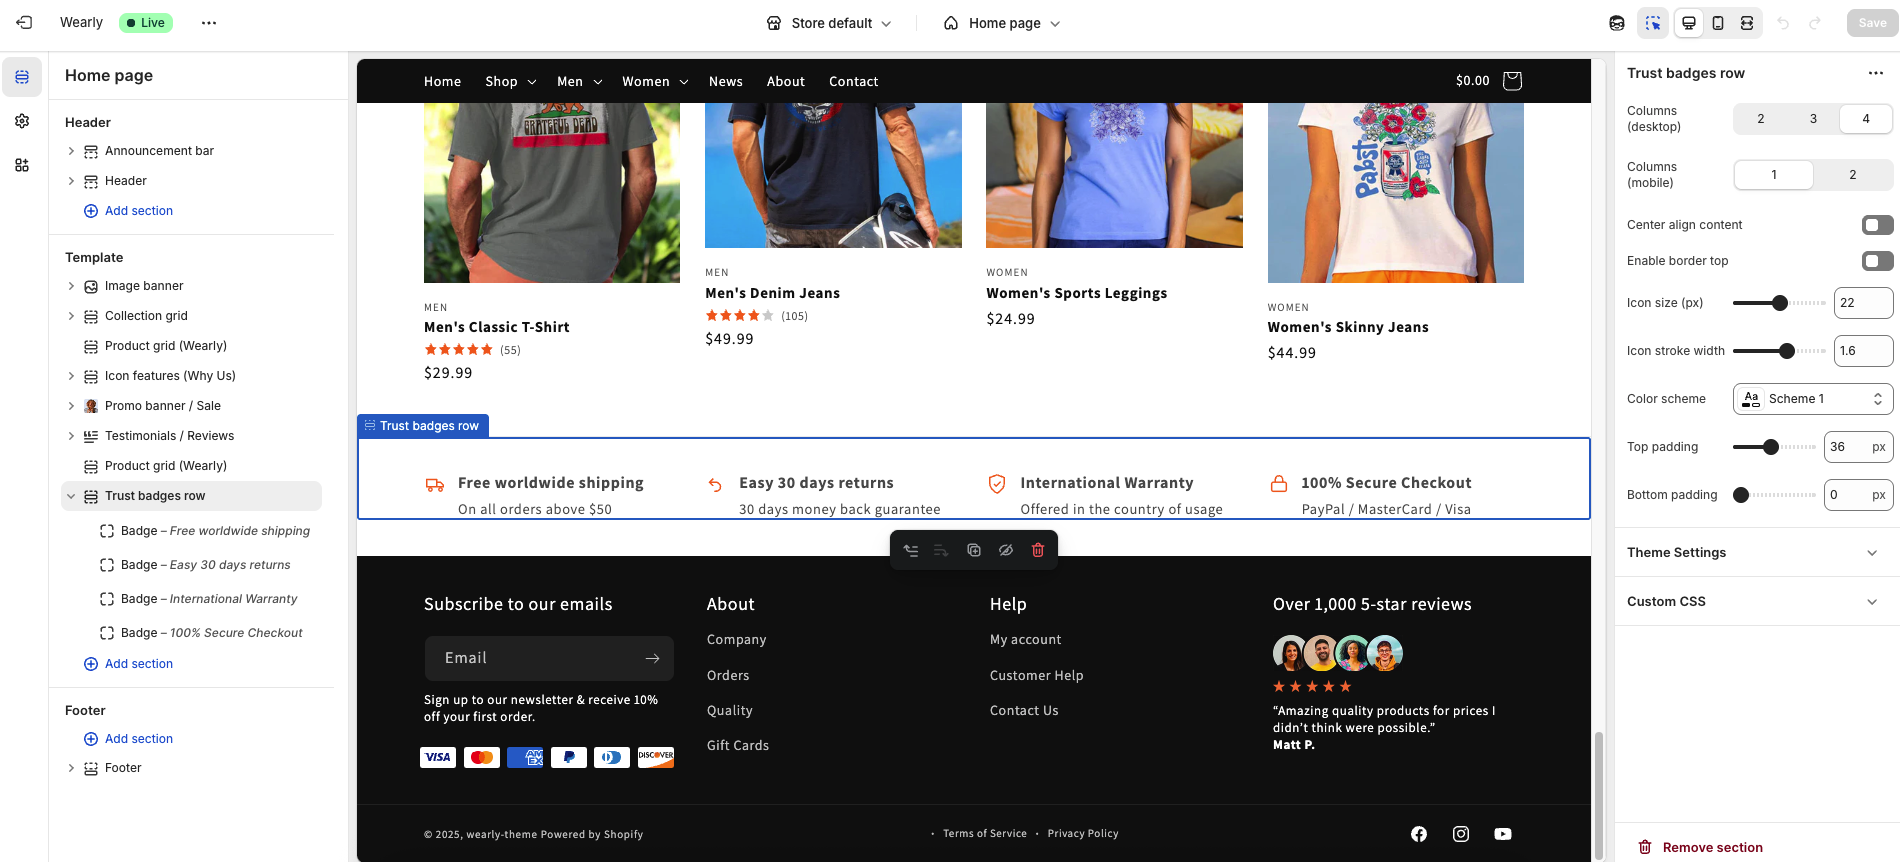 Wearly
Live
Store default
Home page
Save
Home page
Header
Announcement bar
Header
Add section
Template
Image banner
Collection grid
Product grid (Wearly)
Icon features (Why Us)
Promo banner / Sale
Testimonials / Reviews
Product grid (Wearly)
Trust badges row
Badge – Free worldwide shipping
Badge – Easy 30 days returns
Badge – International Warranty
Badge – 100% Secure Checkout
Add section
Footer
Add section
Footer
Home
Shop
Men
Women
News
About
Contact
$0.00
GRATEFUL DEAD
Pabst
MEN
Men's Classic T-Shirt
(55)
$29.99
MEN
Men's Denim Jeans
(105)
$49.99
WOMEN
Women's Sports Leggings
$24.99
WOMEN
Women's Skinny Jeans
$44.99
Trust badges row
Free worldwide shipping
On all orders above $50
Easy 30 days returns
30 days money back guarantee
International Warranty
Offered in the country of usage
100% Secure Checkout
PayPal / MasterCard / Visa
Subscribe to our emails
Email
Sign up to our newsletter & receive 10%
off your first order.
VISA
AM
EX
DISCOVER
About
Company
Orders
Quality
Gift Cards
Help
My account
Customer Help
Contact Us
Over 1,000 5-star reviews
“Amazing quality products for prices I
didn’t think were possible.”
Matt P.
© 2025, wearly-theme Powered by Shopify
· Terms of Service · Privacy Policy
Trust badges row
Columns
(desktop)
2
3
4
Columns
(mobile)
1
2
Center align content
Enable border top
Icon size (px)
22
Icon stroke width
1.6
Color scheme
Aa
Scheme 1
Top padding
36 px
Bottom padding
0 px
Theme Settings
Custom CSS
Remove section